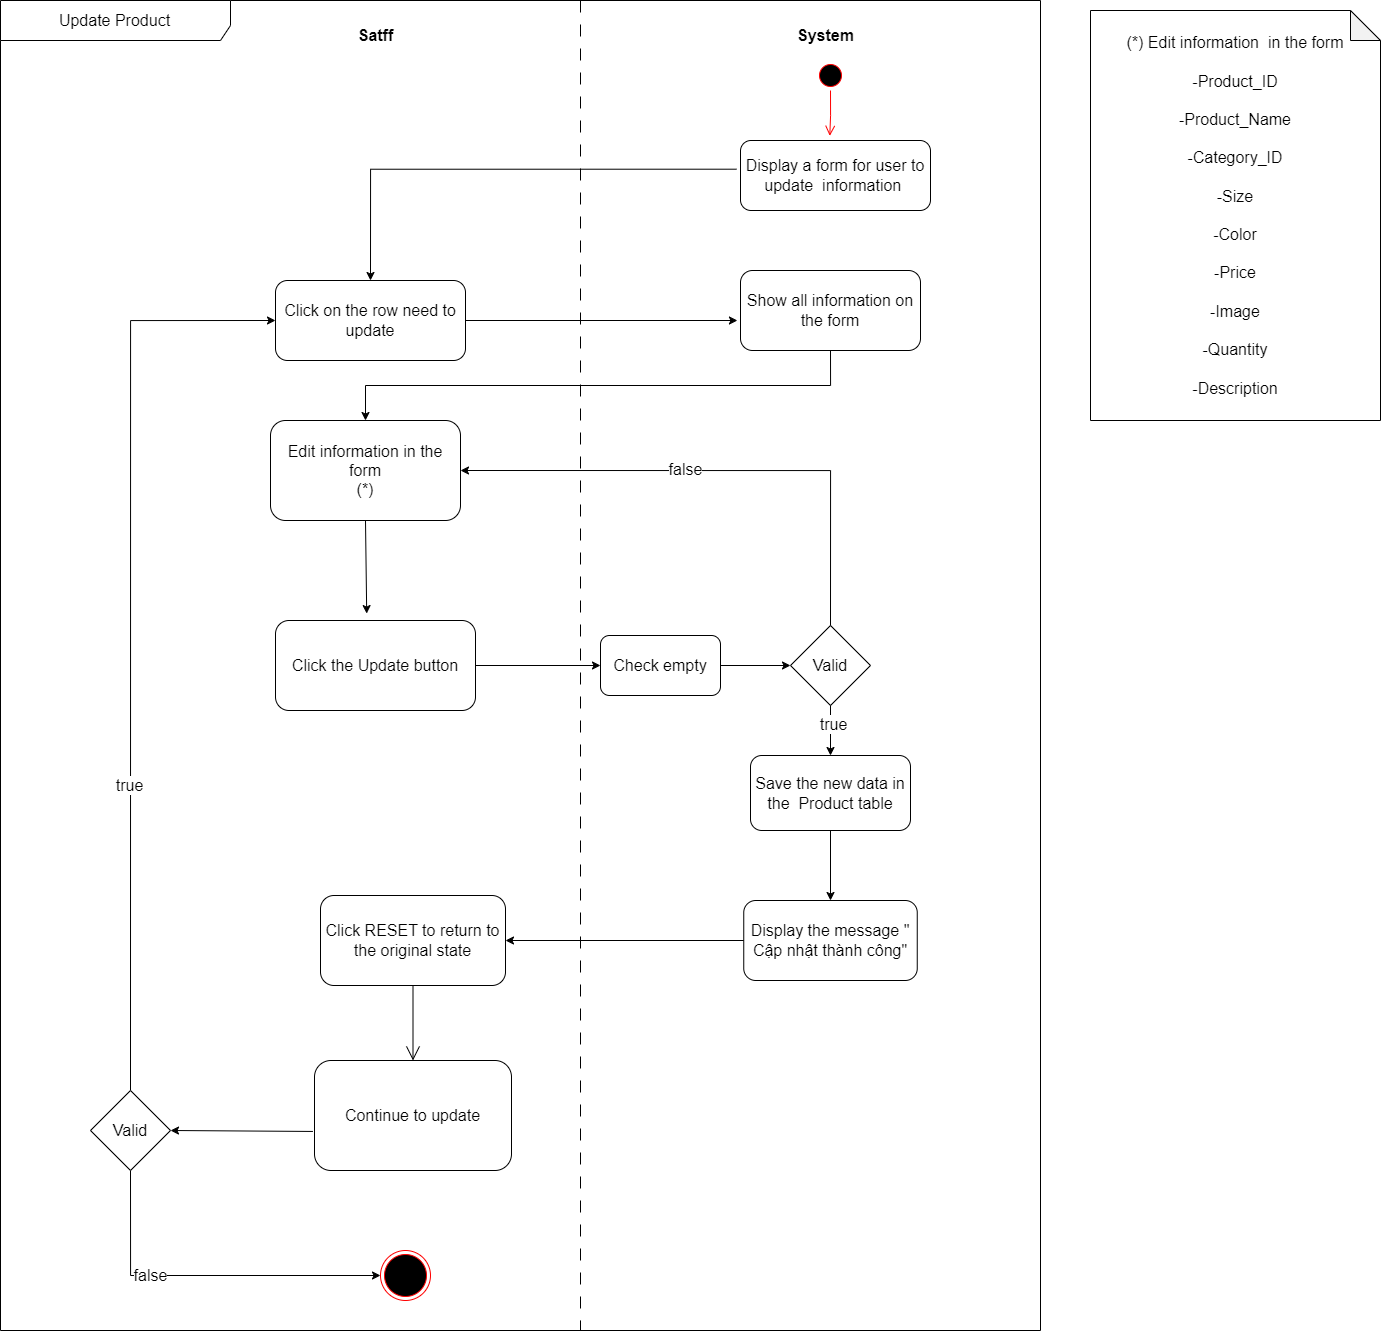 Update Product
Satff
System
Display a form for user to
update information
Click on the row need to
update
Show all information on
the form
Edit information in the
form
(*)
false
Click the Update button
Check empty
Valid
true
Save the new data in
the Product table
true
Click RESET to return to
the original state
Display the message "
Cập nhật thành công"
Continue to update
Valid
false
(*) Edit information in the form
-Product_ID
-Product_Name
-Category_ID
-Size
-Color
-Price
-Image
-Quantity
-Description